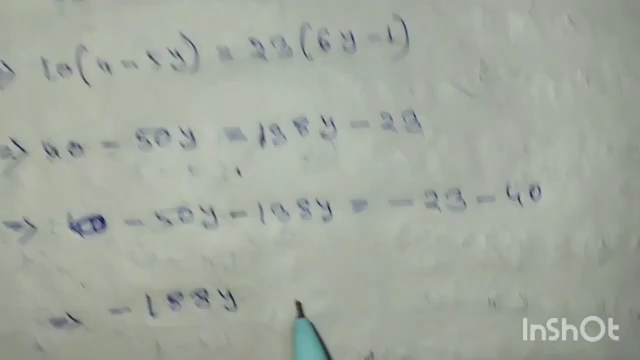 ⇒ 10(4-5y) = 23(6y-1)
⇒ 40 - 50y = 138y - 23
⇒ - 50y - 138y = - 23 - 40
⇒ - 188y
InShOt